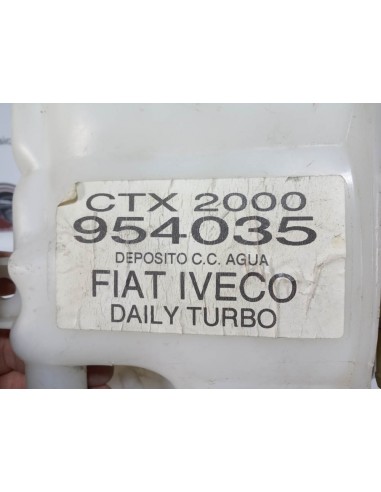 CTX 2000
954035
DEPOSITO C.C. AGUA
FIAT IVECO
DAILY TURBO